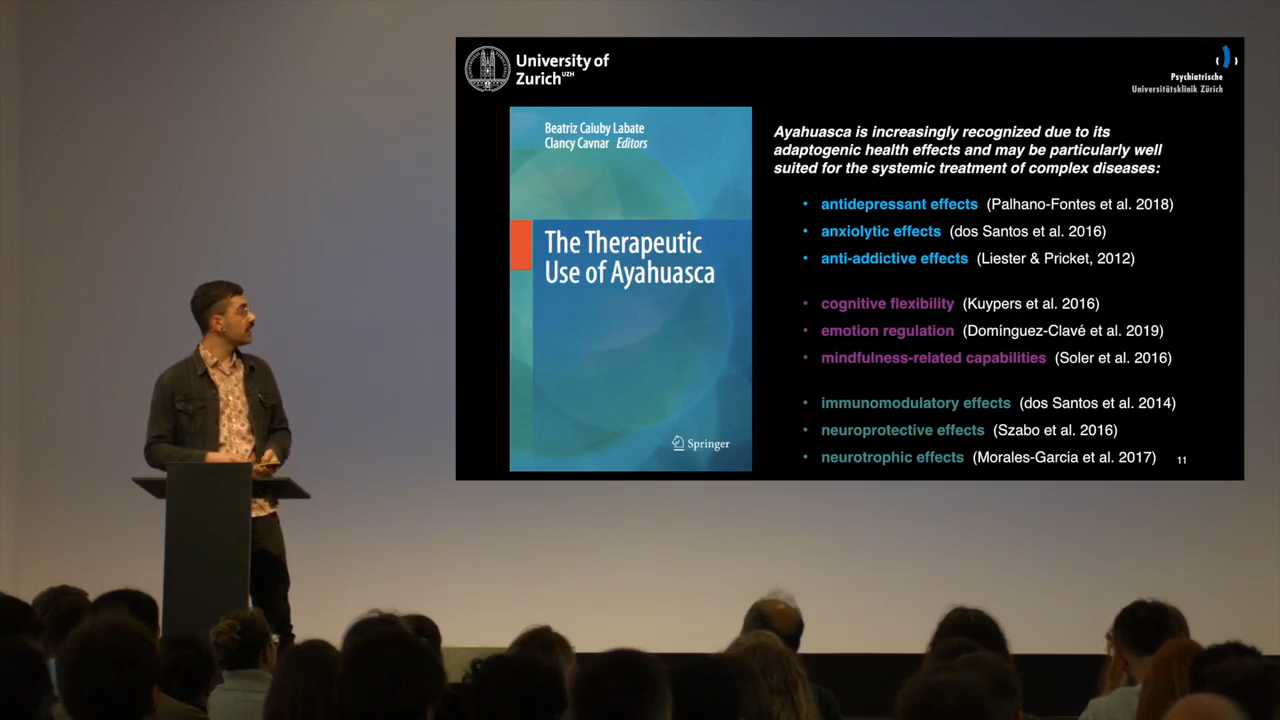 University of
Zurich UZH
Psychiatrische
Universitätsklinik Zürich
Beatriz Caiuby Labate
Clancy Cavnar Editors
The Therapeutic
Use of Ayahuasca
Springer
Ayahuasca is increasingly recognized due to its
adaptogenic health effects and may be particularly well
suited for the systemic treatment of complex diseases:
• antidepressant effects (Palhano-Fontes et al. 2018)
• anxiolytic effects (dos Santos et al. 2016)
• anti-addictive effects (Liester & Pricket, 2012)
• cognitive flexibility (Kuypers et al. 2016)
• emotion regulation (Domínguez-Clavé et al. 2019)
• mindfulness-related capabilities (Soler et al. 2016)
• immunomodulatory effects (dos Santos et al. 2014)
• neuroprotective effects (Szabo et al. 2016)
• neurotrophic effects (Morales-Garcia et al. 2017)
11